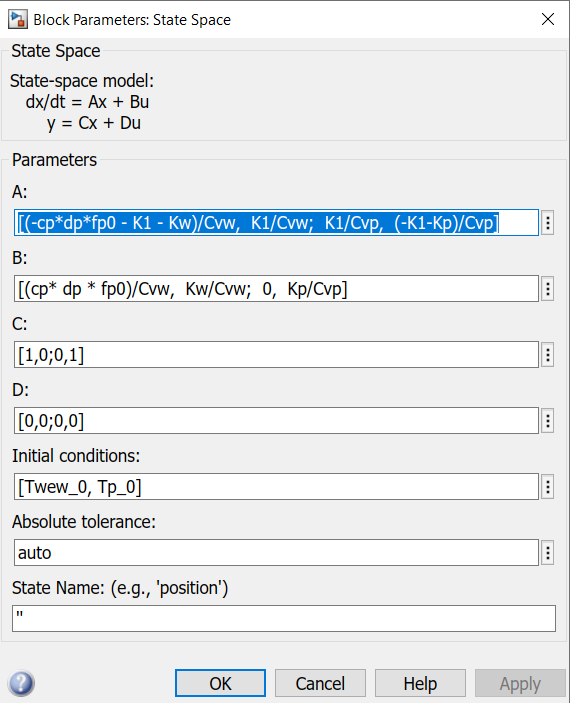 Block Parameters: State Space
State Space
State-space model:
dx/dt = Ax + Bu
y = Cx + Du
Parameters
A:
[(-cp*dp*fp0 - K1 - Kw)/Cvw,  K1/Cvw;  K1/Cvp,  (-K1-Kp)/Cvp]
B:
[(cp* dp * fp0)/Cvw,  Kw/Cvw;  0,  Kp/Cvp]
C:
[1,0;0,1]
D:
[0,0;0,0]
Initial conditions:
[Twew_0, Tp_0]
Absolute tolerance:
auto
State Name: (e.g., 'position')
''
OK Cancel Help Apply